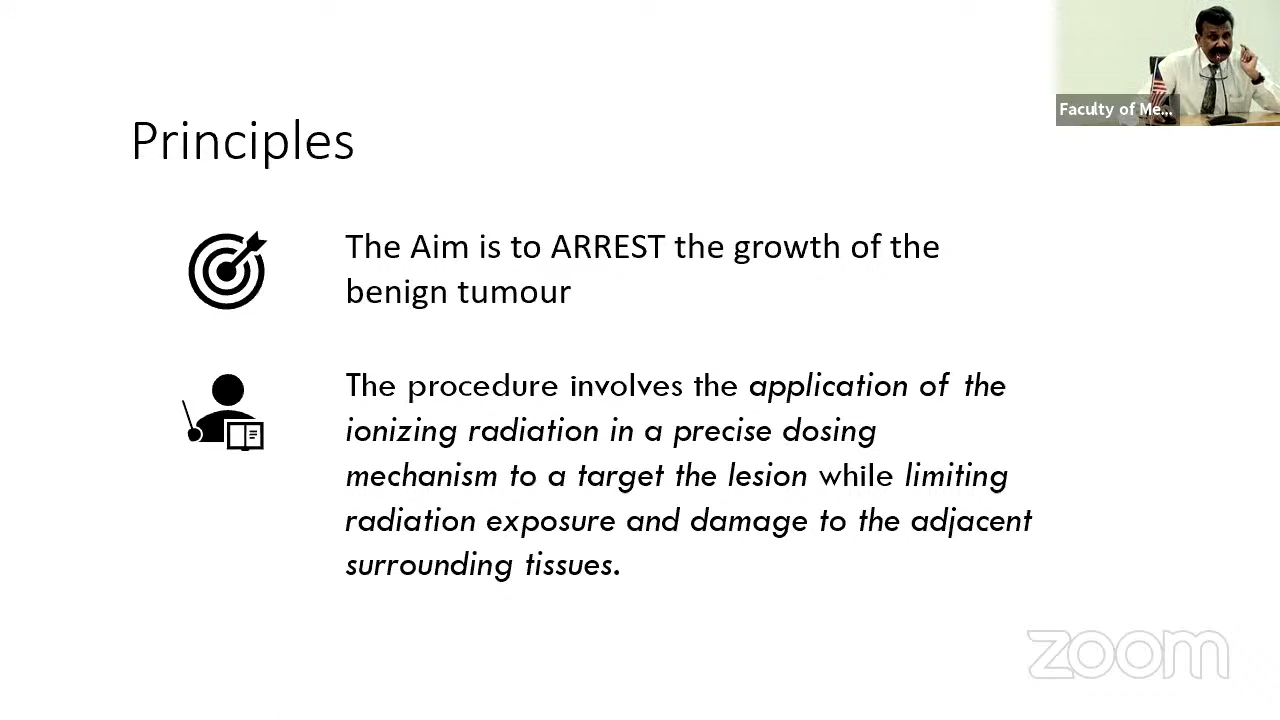 Faculty of Me...
Principles
The Aim is to ARREST the growth of the
benign tumour
The procedure involves the application of the
ionizing radiation in a precise dosing
mechanism to a target the lesion while limiting
radiation exposure and damage to the adjacent
surrounding tissues.
zoom